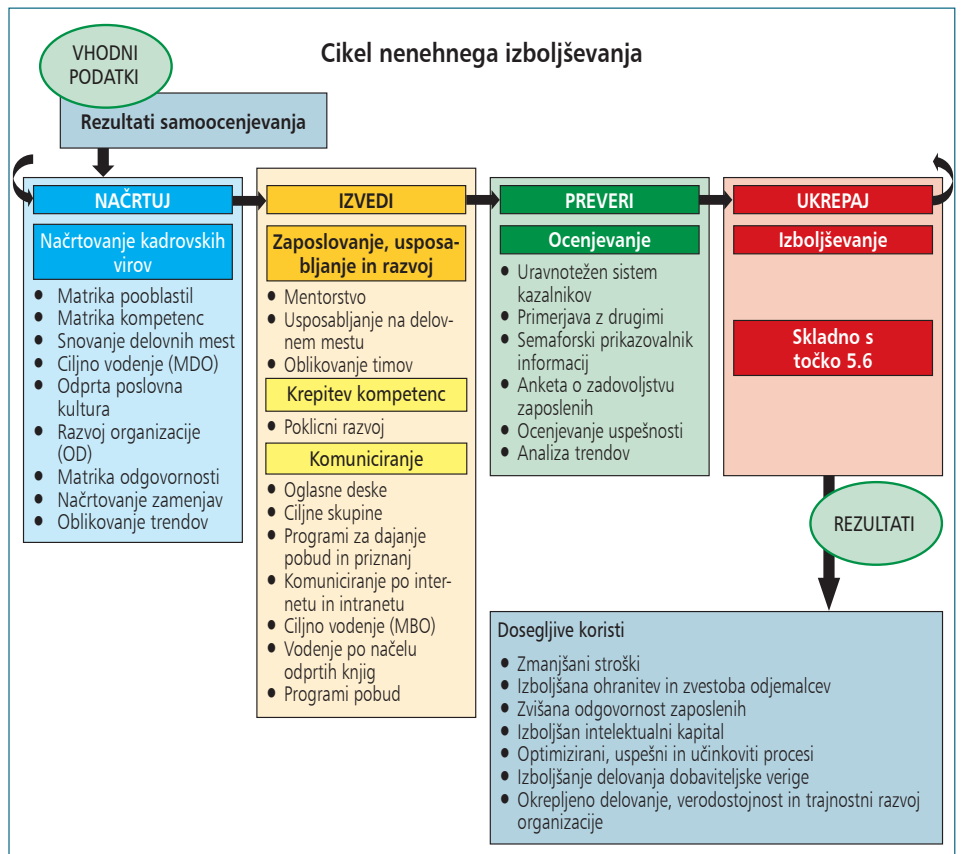 Cikel nenehnega izboljševanja
VHODNI
PODATKI
Rezultati samoocenjevanja
NAČRTUJ
Načrtovanje kadrovskih
virov
• Matrika pooblastil
• Matrika kompetenc
• Snovanje delovnih mest
• Ciljno vodenje (MDO)
• Odprta poslovna
kultura
• Razvoj organizacije
(OD)
• Matrika odgovornosti
• Načrtovanje zamenjav
• Oblikovanje trendov
IZVEDI
Zaposlovanje, usposa-
bljanje in razvoj
• Mentorstvo
• Usposabljanje na delov-
nem mestu
• Oblikovanje timov
Krepitev kompetenc
• Poklicni razvoj
Komuniciranje
• Oglasne deske
• Ciljne skupine
• Programi za dajanje
pobud in priznanj
• Komuniciranje po inter-
netu in intranetu
• Ciljno vodenje (MBO)
• Vodenje po načelu
odprtih knjig
• Programi pobud
PREVERI
Ocenjevanje
• Uravnotežen sistem
kazalnikov
• Primerjava z drugimi
• Semaforski prikazovalnik
informacij
• Anketa o zadovoljstvu
zaposlenih
• Ocenjevanje uspešnosti
• Analiza trendov
UKREPAJ
Izboljševanje
Skladno s
točko 5.6
REZULTATI
Dosegljive koristi
• Zmanjšani stroški
• Izboljšana ohranitev in zvestoba odjemalcev
• Zvišana odgovornost zaposlenih
• Izboljšan intelektualni kapital
• Optimizirani, uspešni in učinkoviti procesi
• Izboljšanje delovanja dobaviteljske verige
• Okrepljeno delovanje, verodostojnost in trajnostni razvoj
organizacije